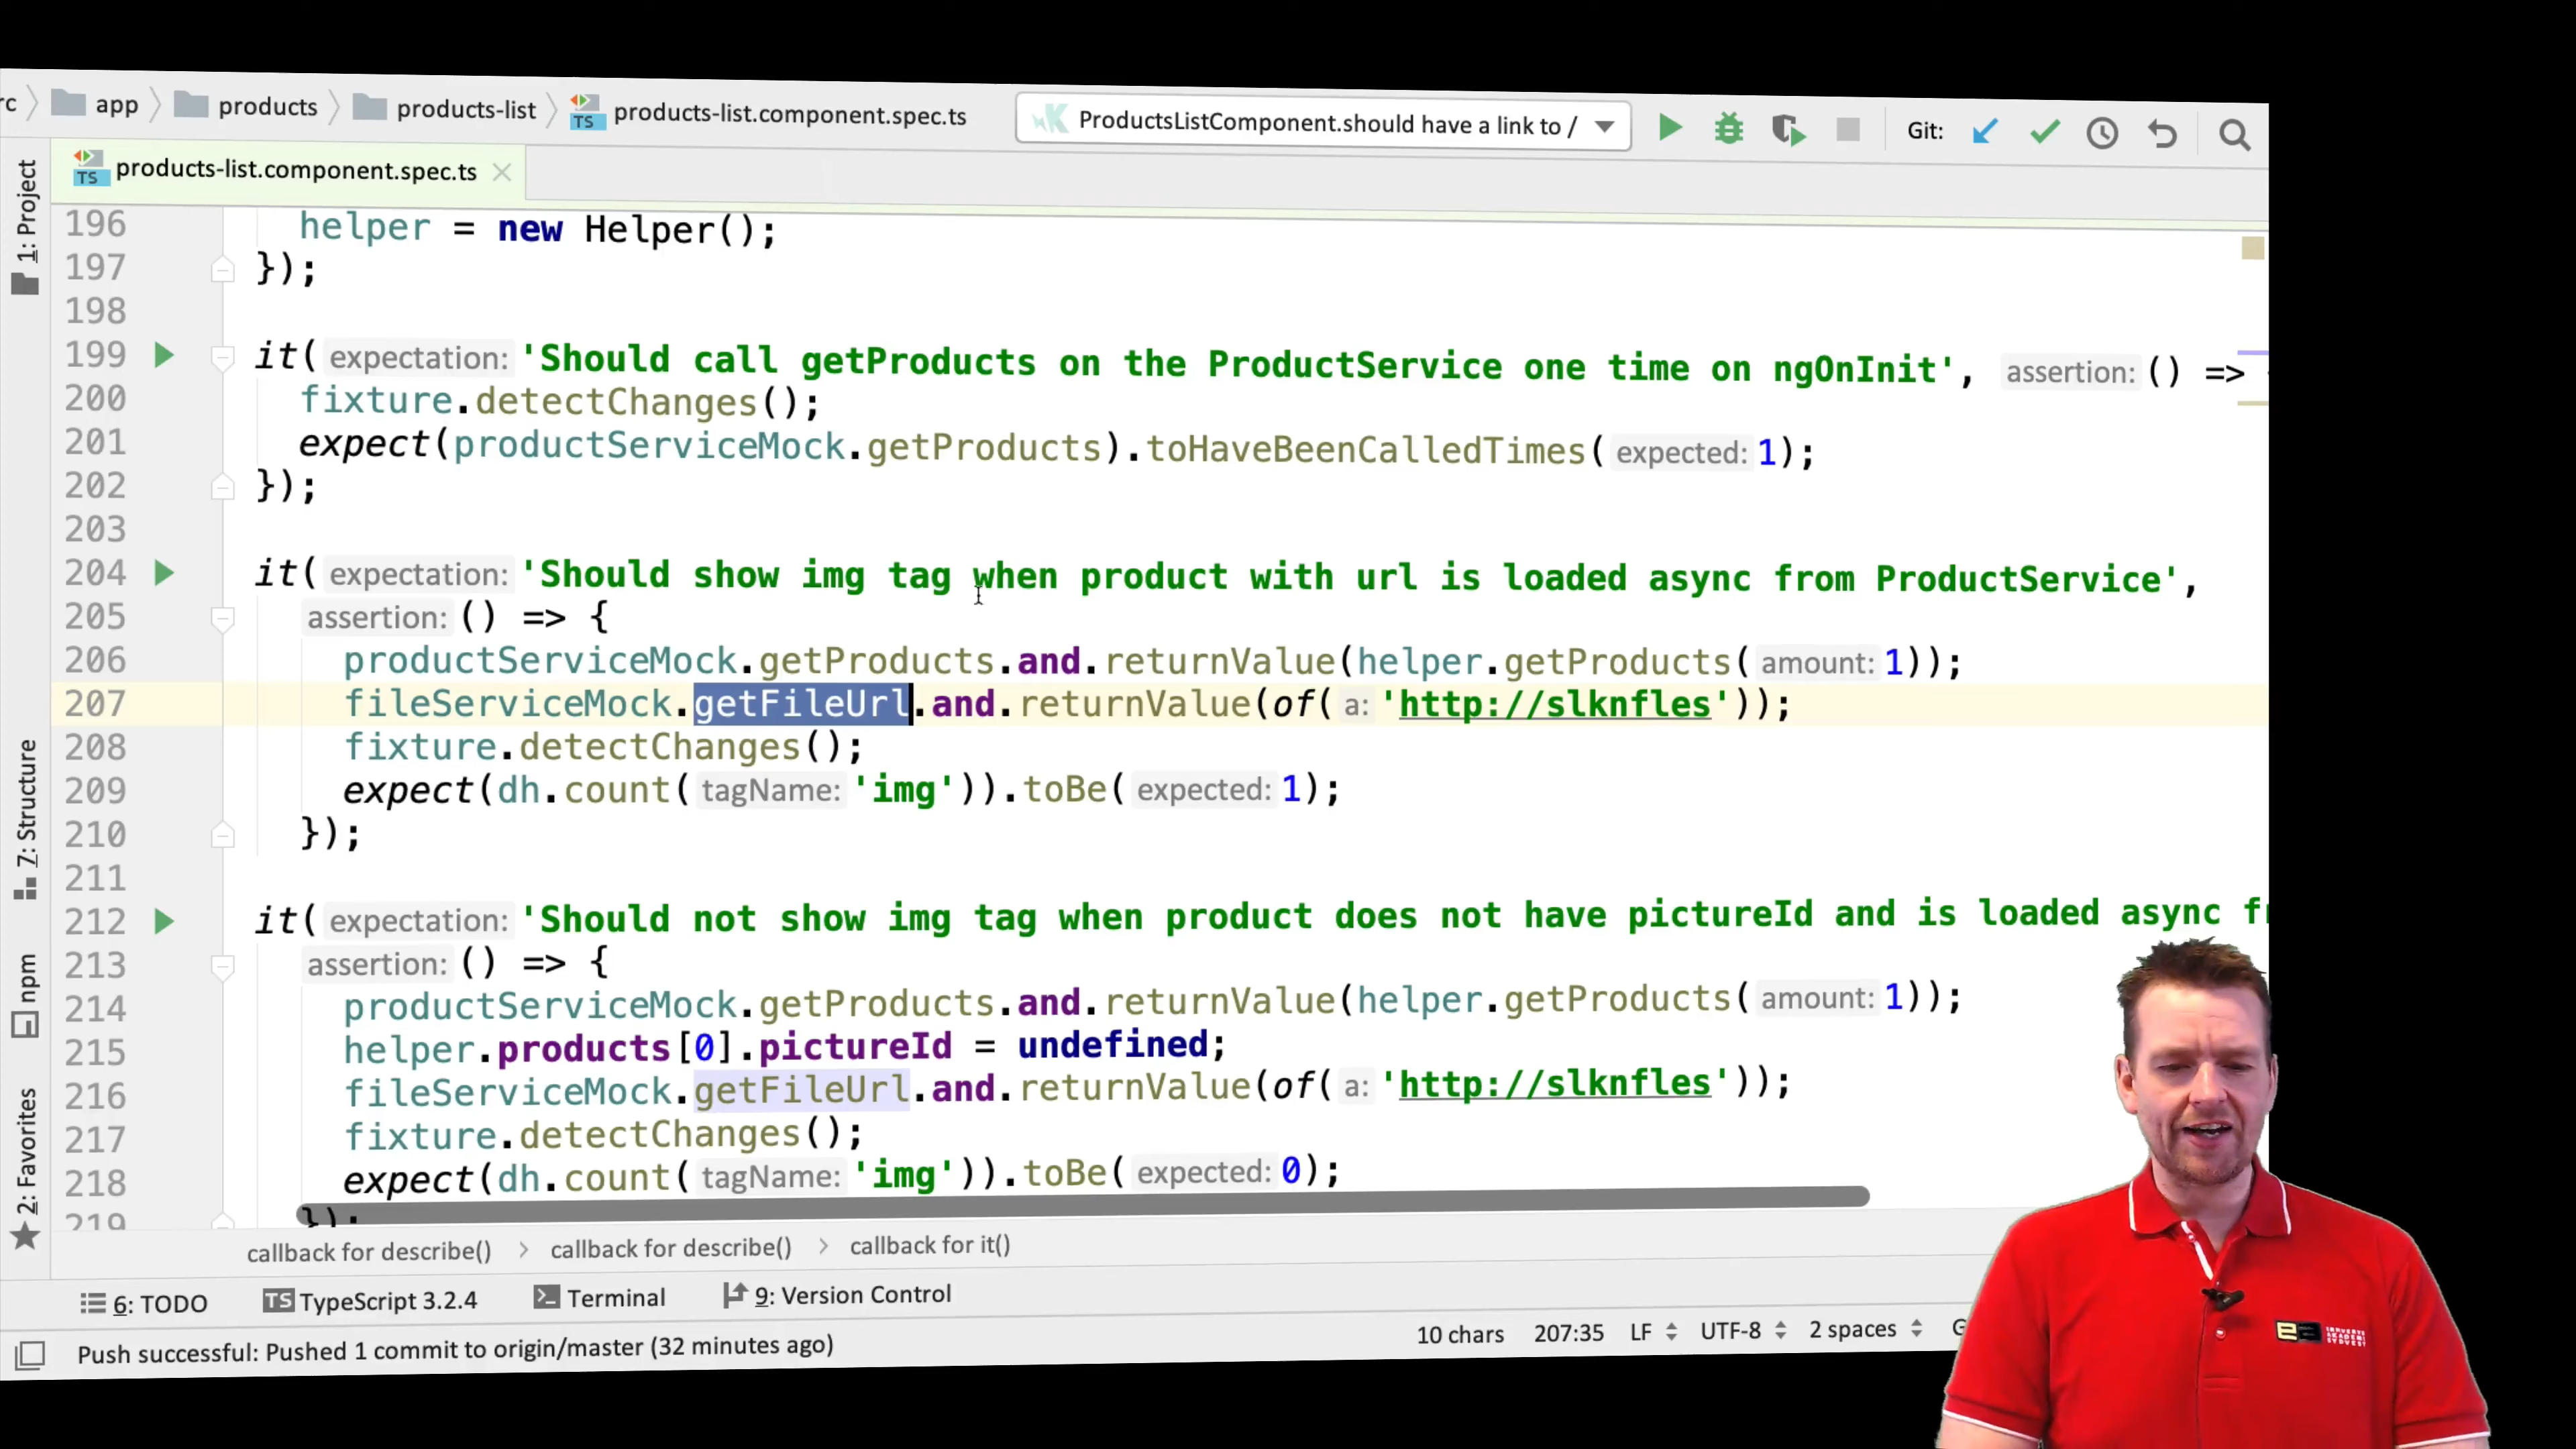 rc app products products-list products-list.component.spec.ts ProductsListComponent.should have a link to / Git:
products-list.component.spec.ts
196 helper = new Helper();
197 });
198
199 it( expectation: 'Should call getProducts on the ProductService one time on ngOnInit', assertion: () =>
200 fixture.detectChanges();
201 expect(productServiceMock.getProducts).toHaveBeenCalledTimes( expected: 1);
202 });
203
204 it( expectation: 'Should show img tag when product with url is loaded async from ProductService',
205 assertion: () => {
206 productServiceMock.getProducts.and.returnValue(helper.getProducts( amount: 1));
207 fileServiceMock.getFileUrl.and.returnValue(of( a: 'http://slknfles'));
208 fixture.detectChanges();
209 expect(dh.count( tagName: 'img')).toBe( expected: 1);
210 });
211
212 it( expectation: 'Should not show img tag when product does not have pictureId and is loaded async f
213 assertion: () => {
214 productServiceMock.getProducts.and.returnValue(helper.getProducts( amount: 1));
215 helper.products[0].pictureId = undefined;
216 fileServiceMock.getFileUrl.and.returnValue(of( a: 'http://slknfles'));
217 fixture.detectChanges();
218 expect(dh.count( tagName: 'img')).toBe( expected: 0);
219 });
callback for describe() callback for describe() callback for it()
6: TODO TypeScript 3.2.4 Terminal 9: Version Control
Push successful: Pushed 1 commit to origin/master (32 minutes ago) 10 chars 207:35 LF UTF-8 2 spaces
1: Project
7: Structure
npm
2: Favorites
TS
TS
TS
ea